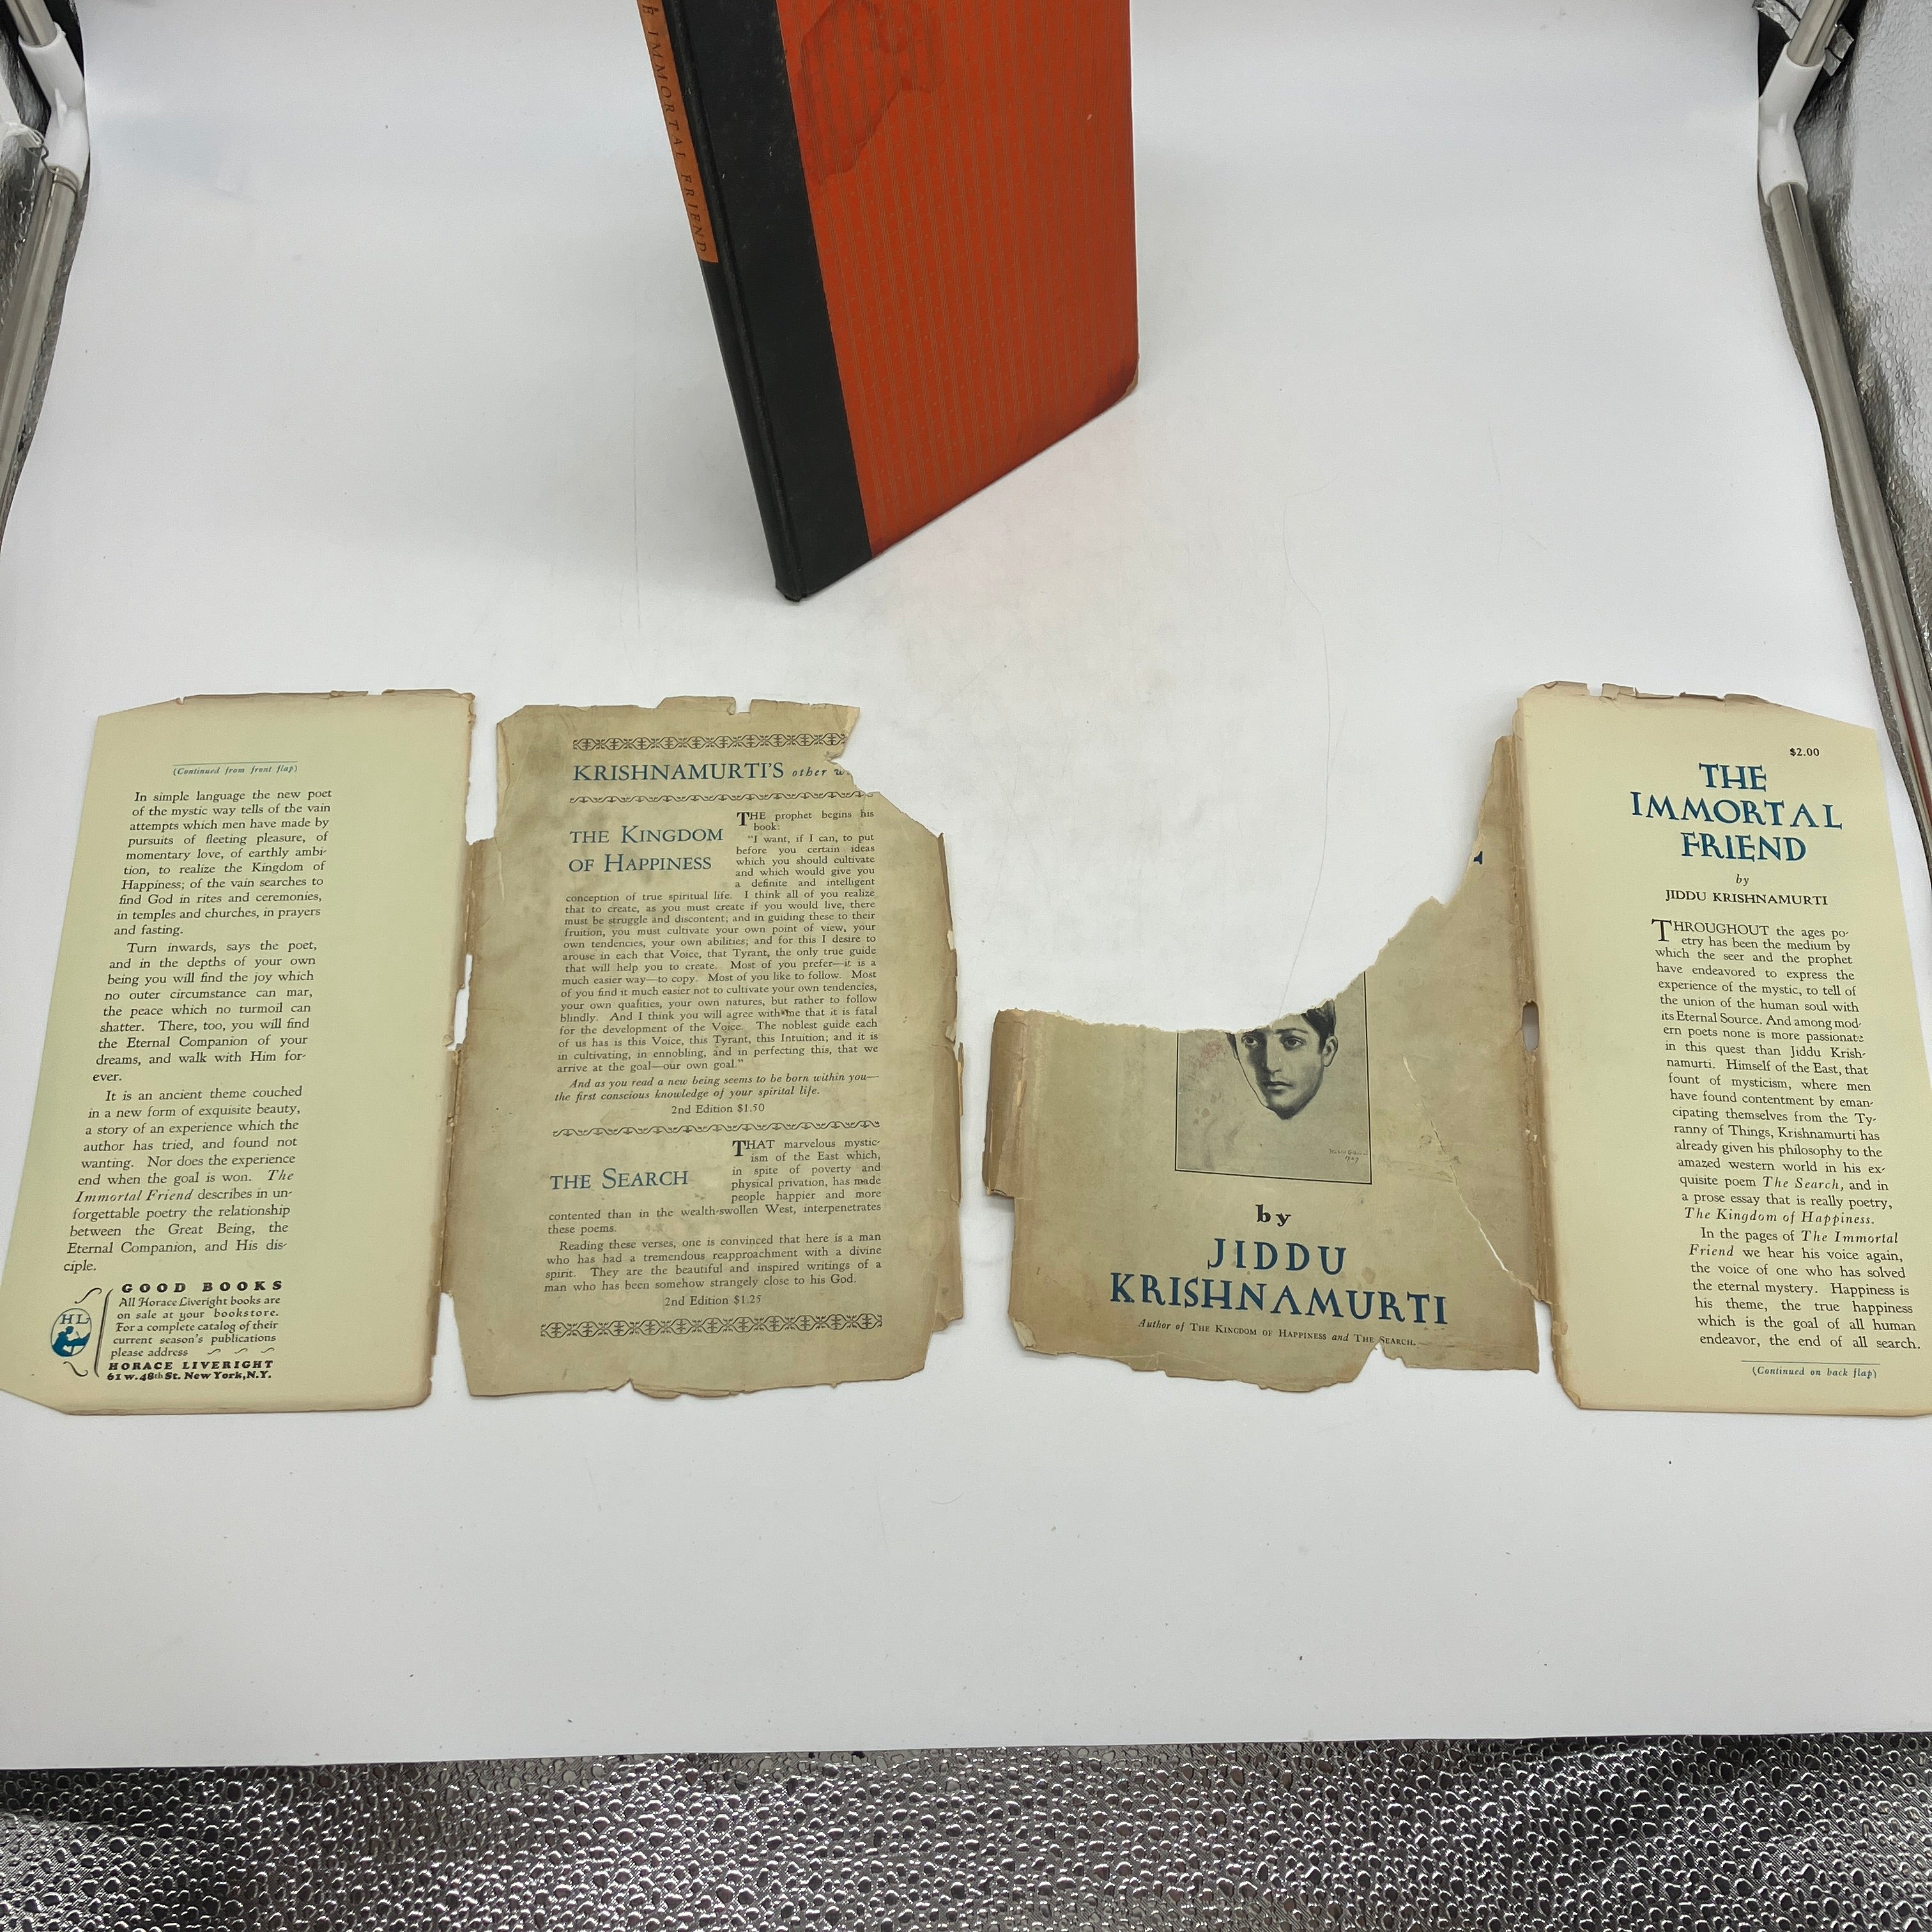 IMMORTAL FRIEND
(Continued from front flap)
In simple language the new poet
of the mystic way tells of the vain
attempts which men have made by
pursuits of fleeting pleasure, of
momentary love, of earthly ambi-
tion, to realize the Kingdom of
Happiness; of the vain searches to
find God in rites and ceremonies,
in temples and churches, in prayers
and fasting.
Turn inwards, says the poet,
and in the depths of your own
being you will find the joy which
no outer circumstance can mar,
the peace which no turmoil can
shatter. There, too, you will find
the Eternal Companion of your
dreams, and walk with Him for-
ever.
It is an ancient theme couched
in a new form of exquisite beauty,
a story of an experience which the
author has tried, and found not
wanting. Nor does the experience
end when the goal is won. The
Immortal Friend describes in un-
forgettable poetry the relationship
between the Great Being, the
Eternal Companion, and His dis-
ciple.
GOOD BOOKS
All Horace Liveright books are
on sale at your bookstore.
For a complete catalog of their
current season's publications
please address
HORACE LIVERIGHT
61 w. 48th St. New York, N.Y.
HL
KRISHNAMURTI'S other w
THE KINGDOM
OF HAPPINESS
THE prophet begins his
book:
"I want, if I can, to put
before you certain ideas
which you should cultivate
and which would give you
a definite and intelligent
conception of true spiritual life. I think all of you realize
that to create, as you must create if you would live, there
must be struggle and discontent; and in guiding these to their
fruition, you must cultivate your own point of view, your
own tendencies, your own abilities; and for this I desire to
arouse in each that Voice, that Tyrant, the only true guide
that will help you to create. Most of you prefer—it is a
much easier way—to copy. Most of you like to follow. Most
of you find it much easier not to cultivate your own tendencies,
your own qualities, your own natures, but rather to follow
blindly. And I think you will agree with me that it is fatal
for the development of the Voice. The noblest guide each
of us has is this Voice, this Tyrant, this Intuition; and it is
in cultivating, in ennobling, and in perfecting this, that we
arrive at the goal—our own goal."
And as you read a new being seems to be born within you—
the first conscious knowledge of your spirital life.
2nd Edition $1.50
THE SEARCH
THAT marvelous mystic-
ism of the East which,
in spite of poverty and
physical privation, has made
people happier and more
contented than in the wealth-swollen West, interpenetrates
these poems.
Reading these verses, one is convinced that here is a man
who has had a tremendous reapproachment with a divine
spirit. They are the beautiful and inspired writings of a
man who has been somehow strangely close to his God.
2nd Edition $1.25
by
JIDDU
KRISHNAMURTI
Author of THE KINGDOM OF HAPPINESS and THE SEARCH.
$2.00
THE
IMMORTAL
FRIEND
by
JIDDU KRISHNAMURTI
THROUGHOUT the ages po-
etry has been the medium by
which the seer and the prophet
have endeavored to express the
experience of the mystic, to tell of
the union of the human soul with
its Eternal Source. And among mod-
ern poets none is more passionate
in this quest than Jiddu Krish-
namurti. Himself of the East, that
fount of mysticism, where men
have found contentment by eman-
cipating themselves from the Ty-
ranny of Things, Krishnamurti has
already given his philosophy to the
amazed western world in his ex-
quisite poem The Search, and in
a prose essay that is really poetry,
The Kingdom of Happiness.
In the pages of The Immortal
Friend we hear his voice again,
the voice of one who has solved
the eternal mystery. Happiness is
his theme, the true happiness
which is the goal of all human
endeavor, the end of all search.
(Continued on back flap)